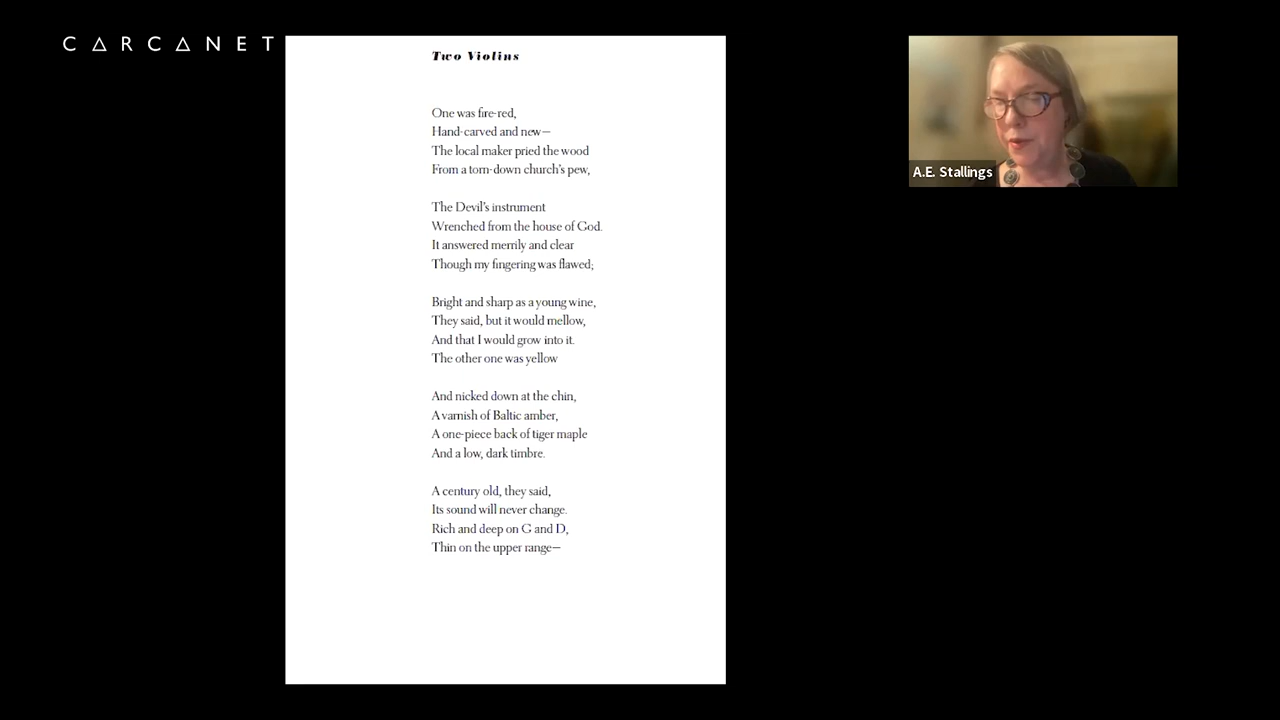 CARCANET
Two Violins
One was fire-red,
Hand-carved and new—
The local maker pried the wood
From a torn-down church's pew,
The Devil's instrument
Wrenched from the house of God.
It answered merrily and clear
Though my fingering was flawed;
Bright and sharp as a young wine,
They said, but it would mellow,
And that I would grow into it.
The other one was yellow
And nicked down at the chin,
A varnish of Baltic amber,
A one-piece back of tiger maple
And a low, dark timbre.
A century old, they said,
Its sound will never change.
Rich and deep on G and D,
Thin on the upper range—
A.E. Stallings